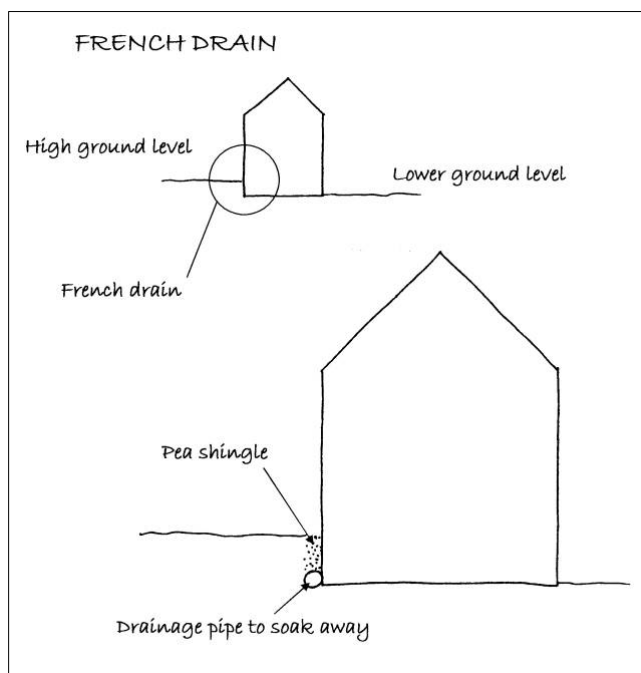 FRENCH DRAIN
High ground level
Lower ground level
French drain
Pea shingle
Drainage pipe to soak away